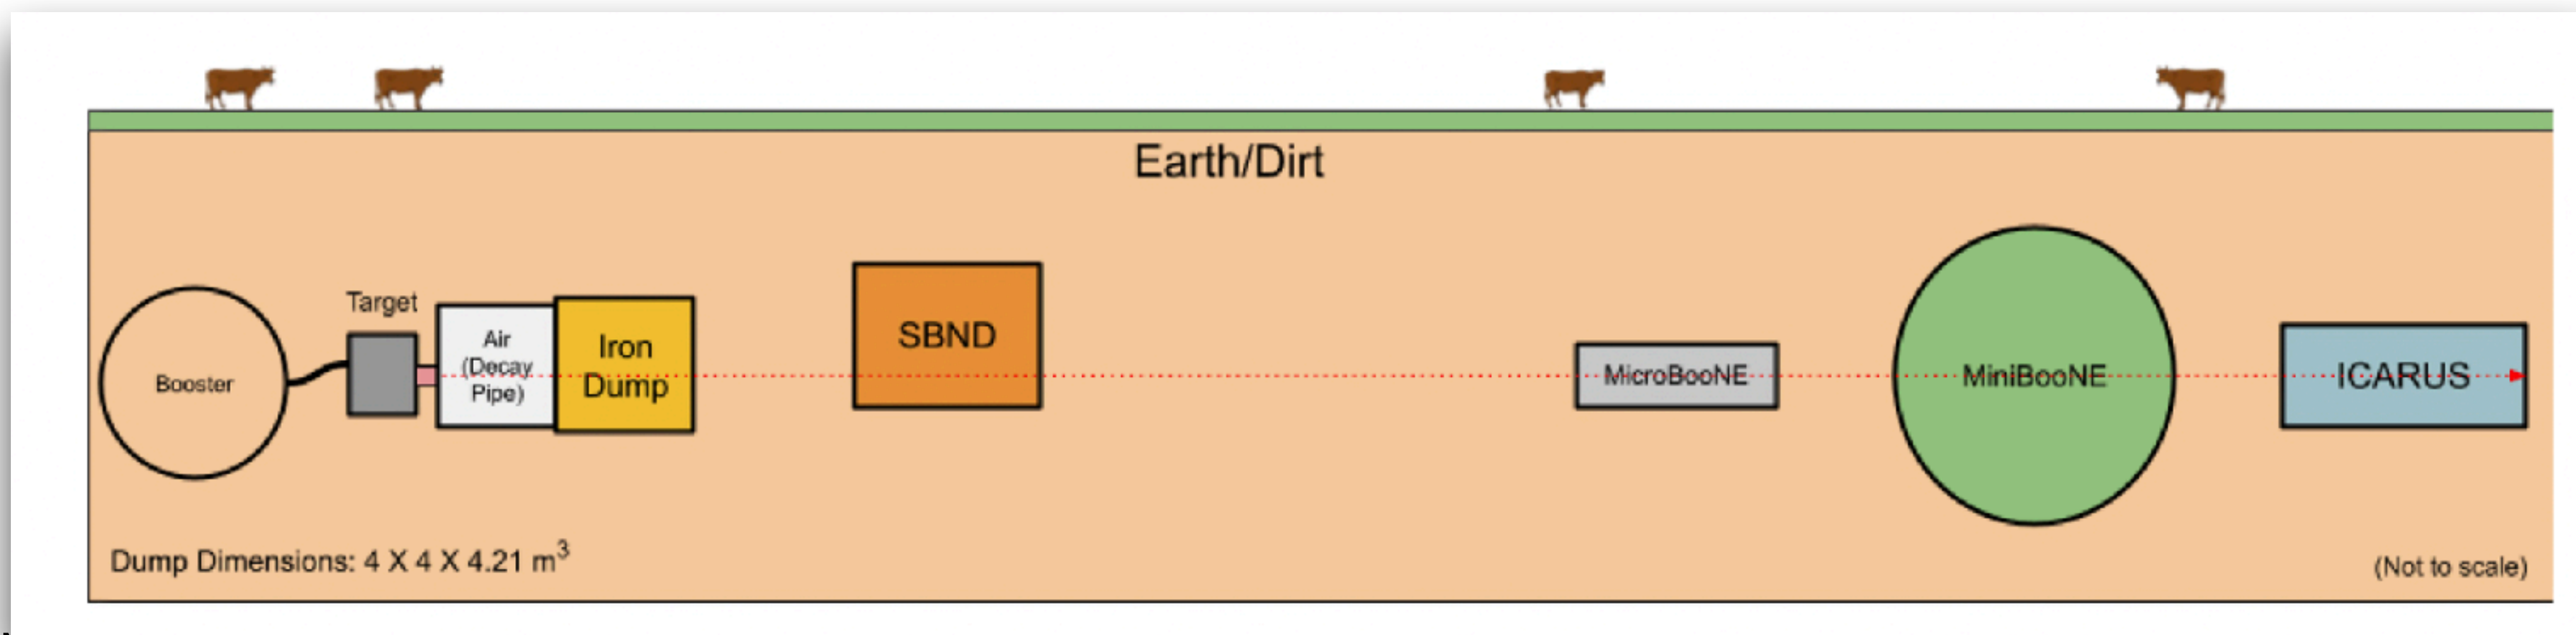 Earth/Dirt
Booster
Target
Air
(Decay
Pipe)
Iron
Dump
SBND
MicroBooNE
MiniBooNE
ICARUS
Dump Dimensions: 4 X 4 X 4.21 m³
(Not to scale)